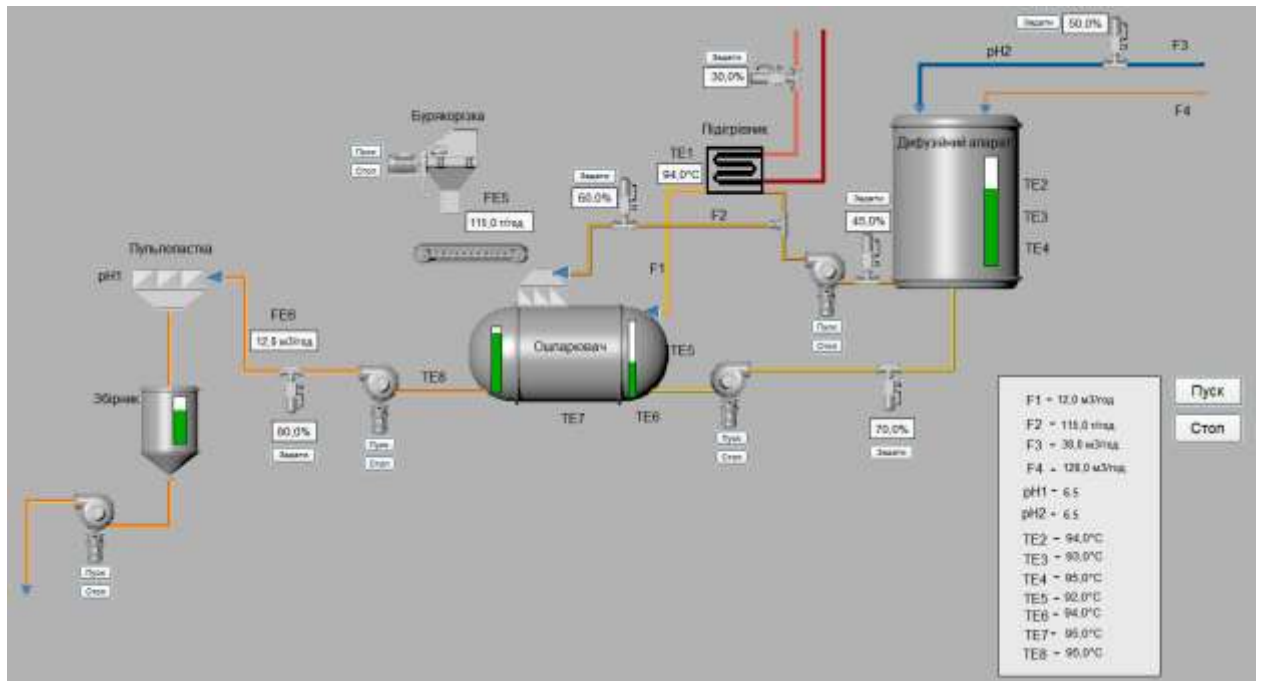 Задати 50,0%
pH2
F3
F4
Задати
30,0%
Бурякорізка
Пуск
Стоп
Підігрівник
TE1
94,0°C
Дифузійний апарат
TE2
TE3
TE4
Задати
60,0%
FE5
115,0 т/год
F2
Задати
45,0%
Пульпопастка
pH1
F1
FE6
12,0 м3/год
Пуск
Стоп
Ошпарювач
TE5
TE8
TE7
TE6
Збірник
60,0%
Задати
Пуск
Стоп
Пуск
Стоп
70,0%
Задати
Пуск
Стоп
F1 = 12,0 м3/год
F2 = 115,0 т/год
F3 = 38,0 м3/год
F4 = 128,0 м3/год
pH1 = 6.5
pH2 = 6.5
TE2 = 94,0°C
TE3 = 93,0°C
TE4 = 95,0°C
TE5 = 92,0°C
TE6 = 94,0°C
TE7 = 95,0°C
TE8 = 95,0°C
Пуск
Стоп